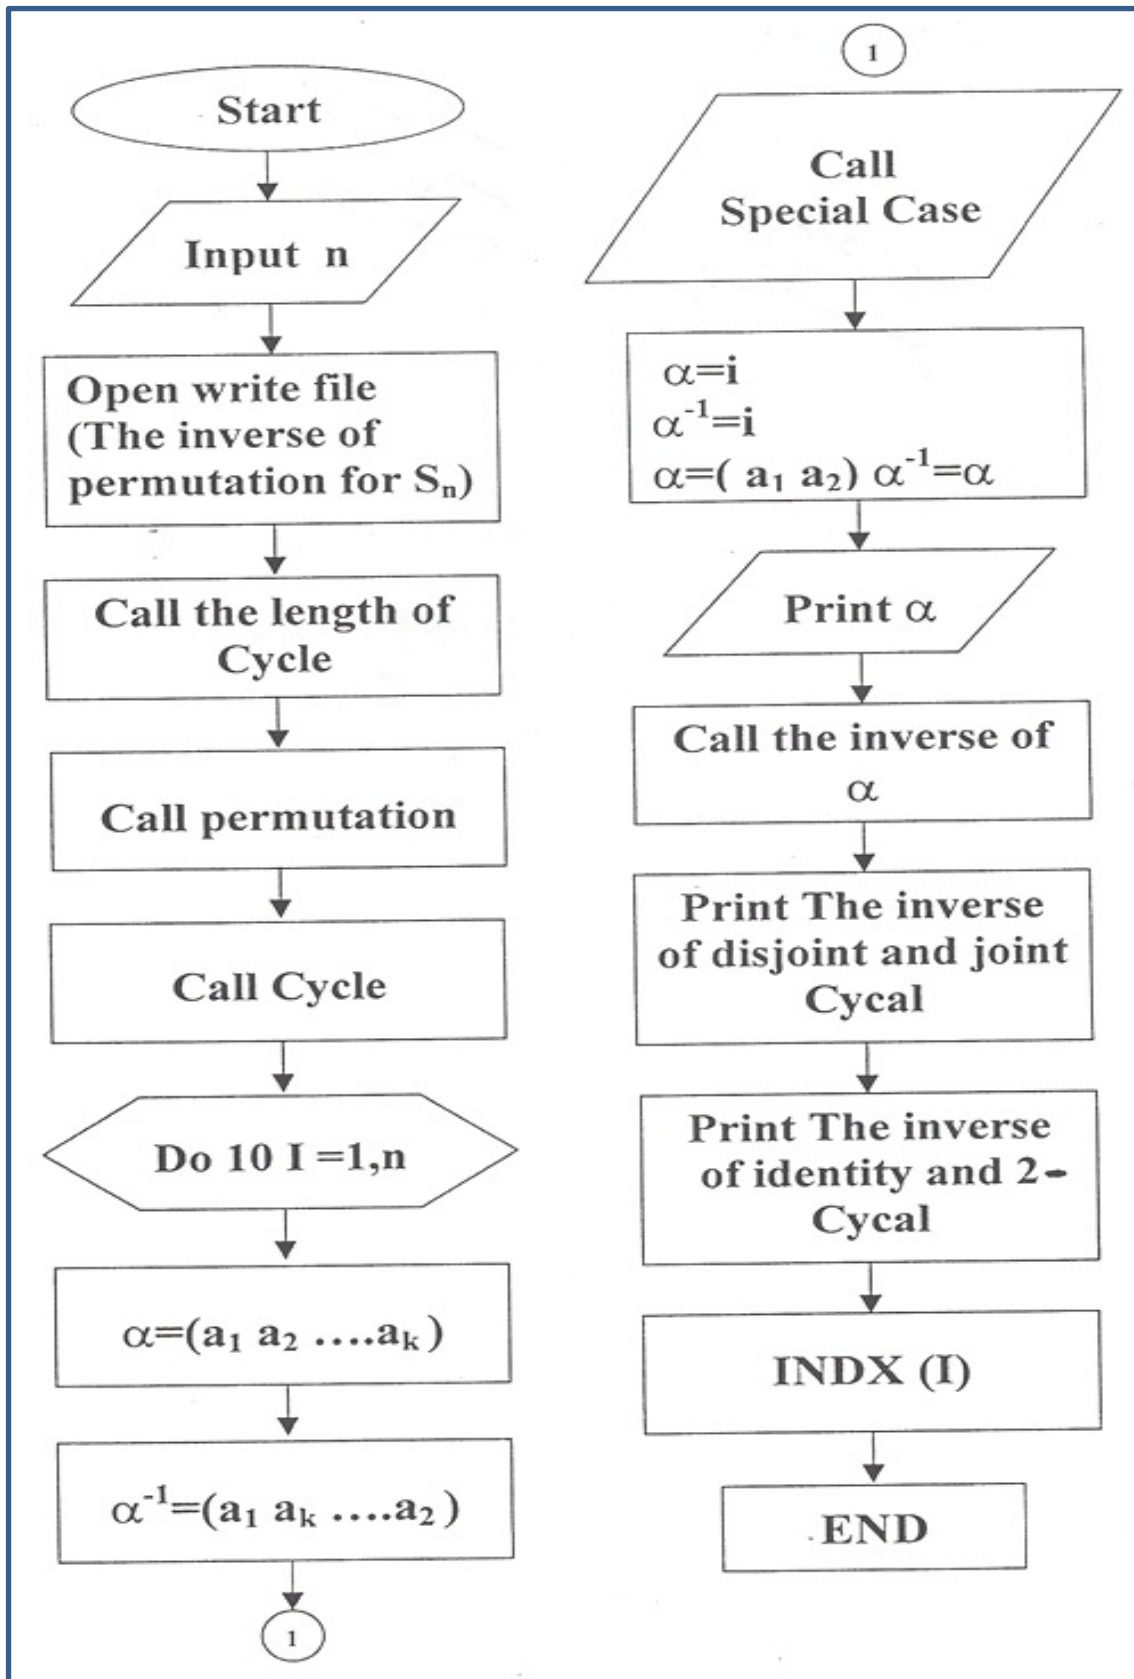 Start
Input n
Open write file
(The inverse of
permutation for Sₙ)
Call the length of
Cycle
Call permutation
Call Cycle
Do 10 I =1,n
α=(a₁ a₂ ….aₖ )
α⁻¹=(a₁ aₖ ….a₂ )
1
1
Call
Special Case
α=i
α⁻¹=i
α=( a₁ a₂) α⁻¹=α
Print α
Call the inverse of
α
Print The inverse
of disjoint and joint
Cycal
Print The inverse
of identity and 2-
Cycal
INDX (I)
END